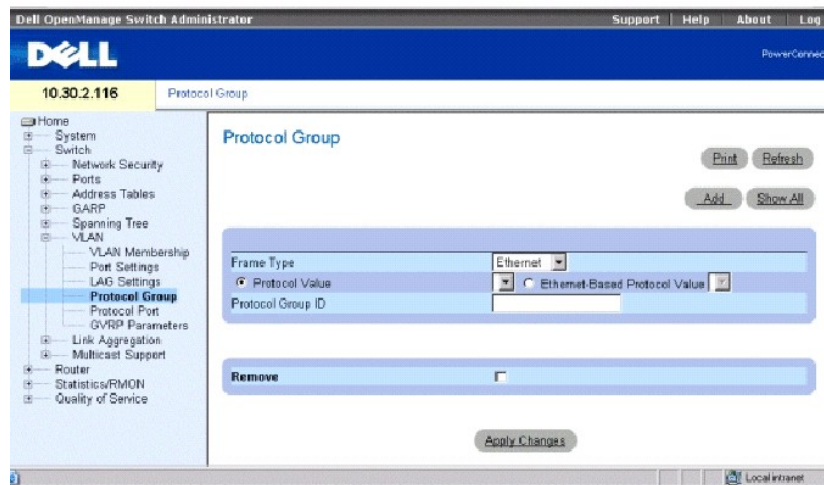 Dell OpenManage Switch Administrator Support Help About Log
DELL
PowerConnec
10.30.2.116 Protocol Group
Home
System
Switch
Network Security
Ports
Address Tables
GARP
Spanning Tree
VLAN
VLAN Membership
Port Settings
LAG Settings
Protocol Group
Protocol Port
GVRP Parameters
Link Aggregation
Multicast Support
Router
Statistics/RMON
Quality of Service
Protocol Group
Print Refresh
Add Show All
Frame Type Ethernet
Protocol Value Ethernet-Based Protocol Value
Protocol Group ID
Remove
Apply Changes
Local intranet